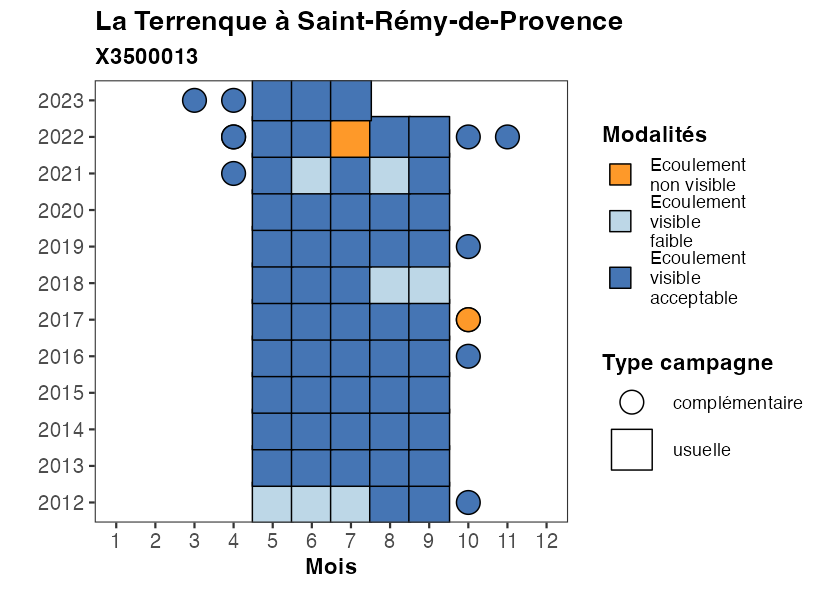 La Terrenque à Saint-Rémy-de-Provence
X3500013
2023
2022
2021
2020
2019
2018
2017
2016
2015
2014
2013
2012
1 2 3 4 5 6 7 8 9 10 11 12
Mois
Modalités
Ecoulement
non visible
Ecoulement
visible
faible
Ecoulement
visible
acceptable
Type campagne
complémentaire
usuelle